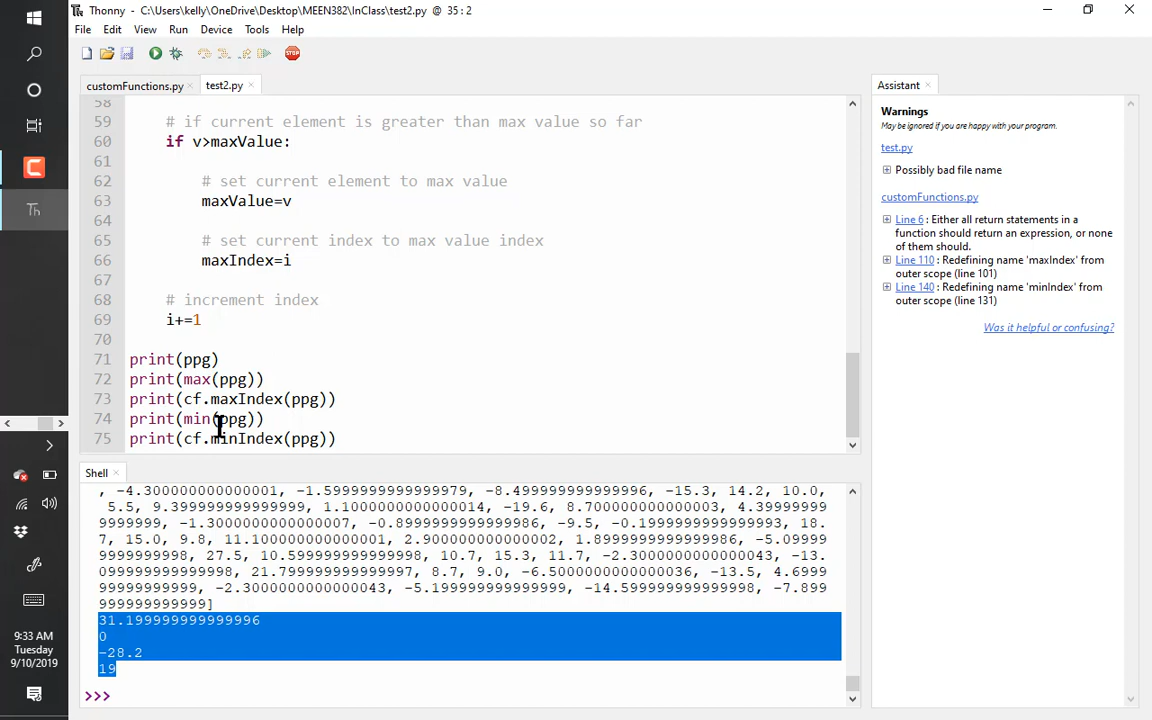 Thonny - C:\Users\kelly\OneDrive\Desktop\MEEN382\InClass\test2.py @ 35 : 2
File Edit View Run Device Tools Help
STOP
customFunctions.py
test2.py
58
59 # if current element is greater than max value so far
60 if v>maxValue:
61
62 # set current element to max value
63 maxValue=v
64
65 # set current index to max value index
66 maxIndex=i
67
68 # increment index
69 i+=1
70
71 print(ppg)
72 print(max(ppg))
73 print(cf.maxIndex(ppg))
74 print(min(ppg))
75 print(cf.minIndex(ppg))
Shell
, -4.300000000000001, -1.5999999999999979, -8.499999999999996, -15.3, 14.2, 10.0,
5.5, 9.399999999999999, 1.1000000000000014, -19.6, 8.700000000000003, 4.39999999
9999999, -1.3000000000000007, -0.8999999999999986, -9.5, -0.1999999999999993, 18.
7, 15.0, 9.8, 11.100000000000001, 2.900000000000002, 1.8999999999999986, -5.09999
9999999998, 27.5, 10.599999999999998, 10.7, 15.3, 11.7, -2.3000000000000043, -13.
099999999999998, 21.799999999999997, 8.7, 9.0, -6.5000000000000036, -13.5, 4.6999
99999999999, -2.3000000000000043, -5.199999999999999, -14.599999999999998, -7.899
999999999999]
31.199999999999996
0
-28.2
19
>>>
Assistant
Warnings
May be ignored if you are happy with your program.
test.py
Possibly bad file name
customFunctions.py
Line 6 : Either all return statements in a
function should return an expression, or none
of them should.
Line 110 : Redefining name 'maxIndex' from
outer scope (line 101)
Line 140 : Redefining name 'minIndex' from
outer scope (line 131)
Was it helpful or confusing?
Th
9:33 AM
Tuesday
9/10/2019